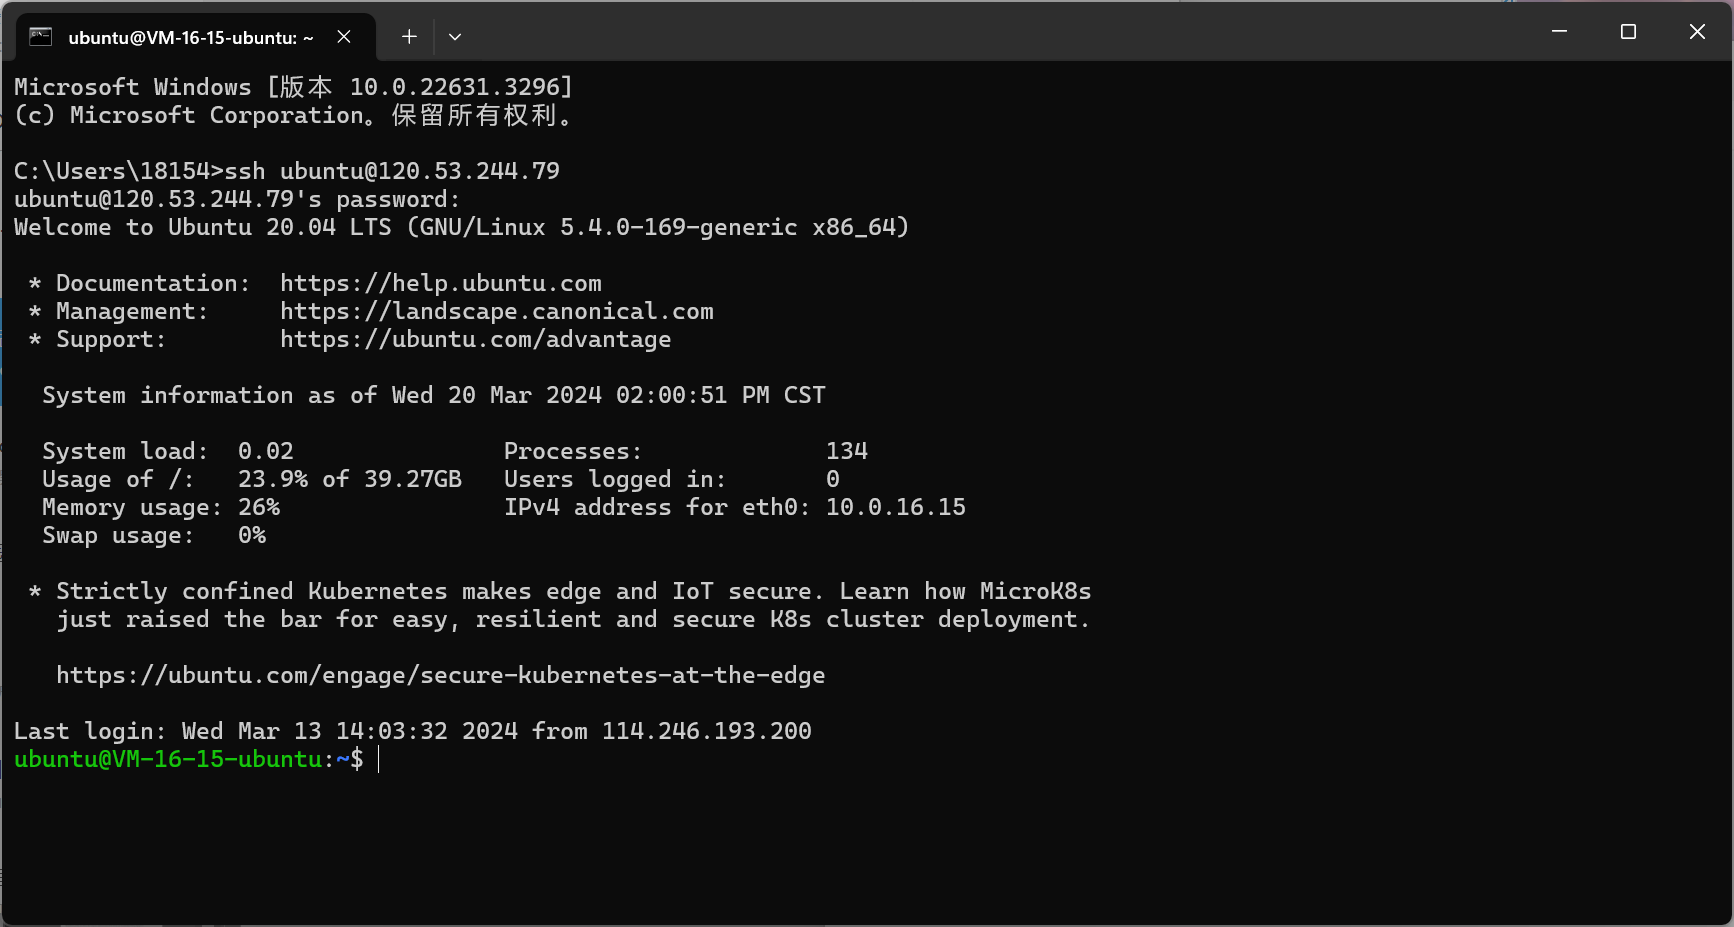 ubuntu@VM-16-15-ubuntu: ~
Microsoft Windows [版本 10.0.22631.3296]
(c) Microsoft Corporation。保留所有权利。
C:\Users\18154>ssh ubuntu@120.53.244.79
ubuntu@120.53.244.79's password:
Welcome to Ubuntu 20.04 LTS (GNU/Linux 5.4.0-169-generic x86_64)
* Documentation:  https://help.ubuntu.com
* Management:     https://landscape.canonical.com
* Support:        https://ubuntu.com/advantage
System information as of Wed 20 Mar 2024 02:00:51 PM CST
System load:  0.02               Processes:             134
Usage of /:   23.9% of 39.27GB   Users logged in:       0
Memory usage: 26%                IPv4 address for eth0: 10.0.16.15
Swap usage:   0%
* Strictly confined Kubernetes makes edge and IoT secure. Learn how MicroK8s
just raised the bar for easy, resilient and secure K8s cluster deployment.
https://ubuntu.com/engage/secure-kubernetes-at-the-edge
Last login: Wed Mar 13 14:03:32 2024 from 114.246.193.200
ubuntu@VM-16-15-ubuntu:~$